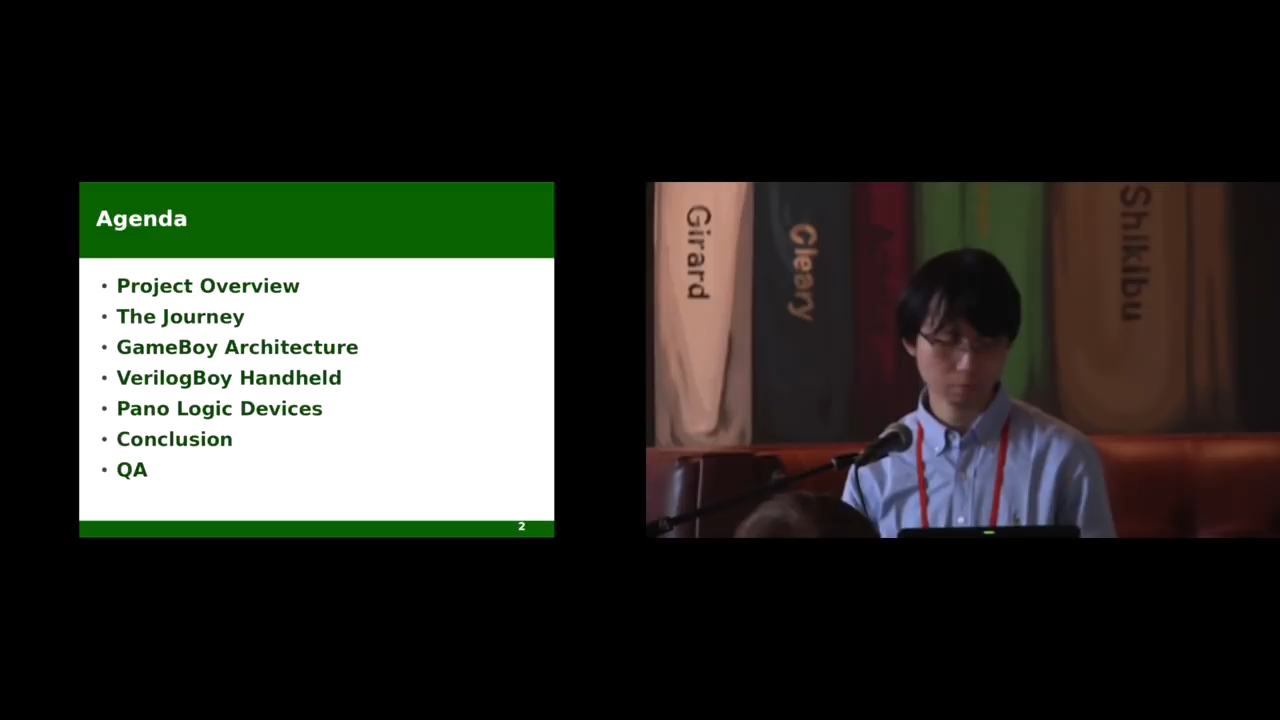 Agenda
• Project Overview
• The Journey
• GameBoy Architecture
• VerilogBoy Handheld
• Pano Logic Devices
• Conclusion
• QA
2
Girard
Cleary
Shikibu